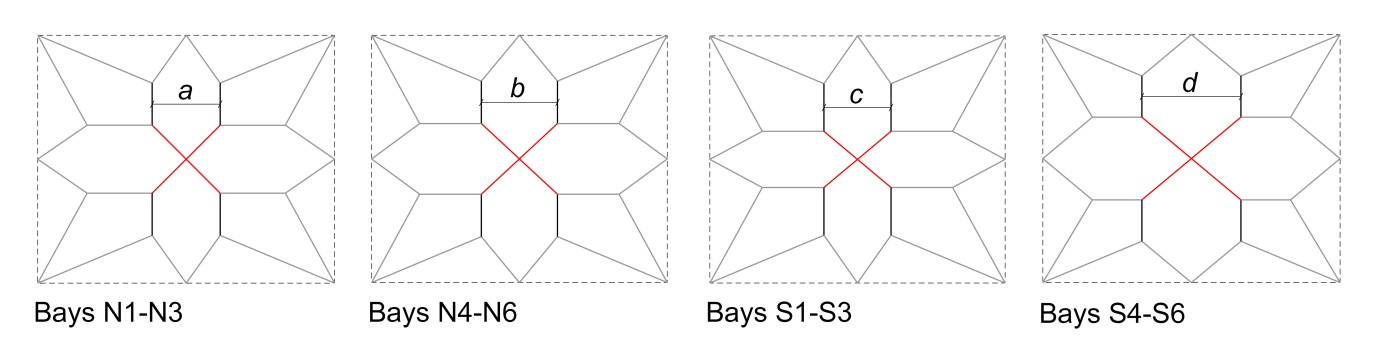 a
b
c
d
Bays N1-N3
Bays N4-N6
Bays S1-S3
Bays S4-S6